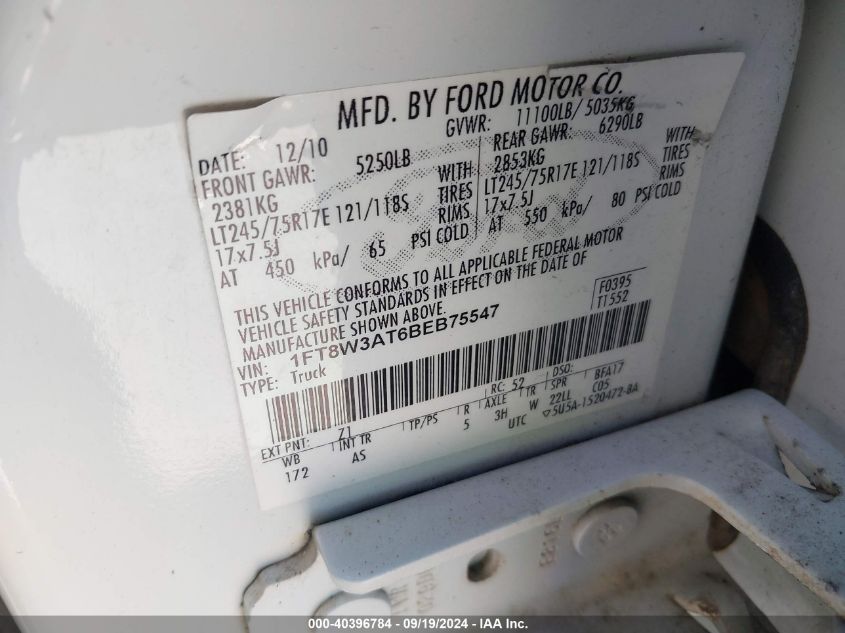 MFD. BY FORD MOTOR CO.
DATE: 12/10 GVWR: 11100LB/ 5035KG
FRONT GAWR: 5250LB REAR GAWR: 6290LB
2381KG WITH 2853KG WITH
LT245/75R17E 121/118S TIRES LT245/75R17E 121/118S TIRES
17x7.5J RIMS 17x7.5J RIMS
AT 450 kPa/ 65 PSI COLD AT 550 kPa/ 80 PSI COLD
THIS VEHICLE CONFORMS TO ALL APPLICABLE FEDERAL MOTOR
VEHICLE SAFETY STANDARDS IN EFFECT ON THE DATE OF
MANUFACTURE SHOWN ABOVE.
F0395
T1552
VIN: 1FT8W3AT6BEB75547
TYPE: Truck
EXT PNT: Z1 RC: 52 DSO:
WB INT TR TP/PS R AXLE TR SPR BFA17
172 AS 5 3H W 22LL C05
UTC ▽5U5A-1520472-BA
000-40396784 - 09/19/2024 - IAA Inc.